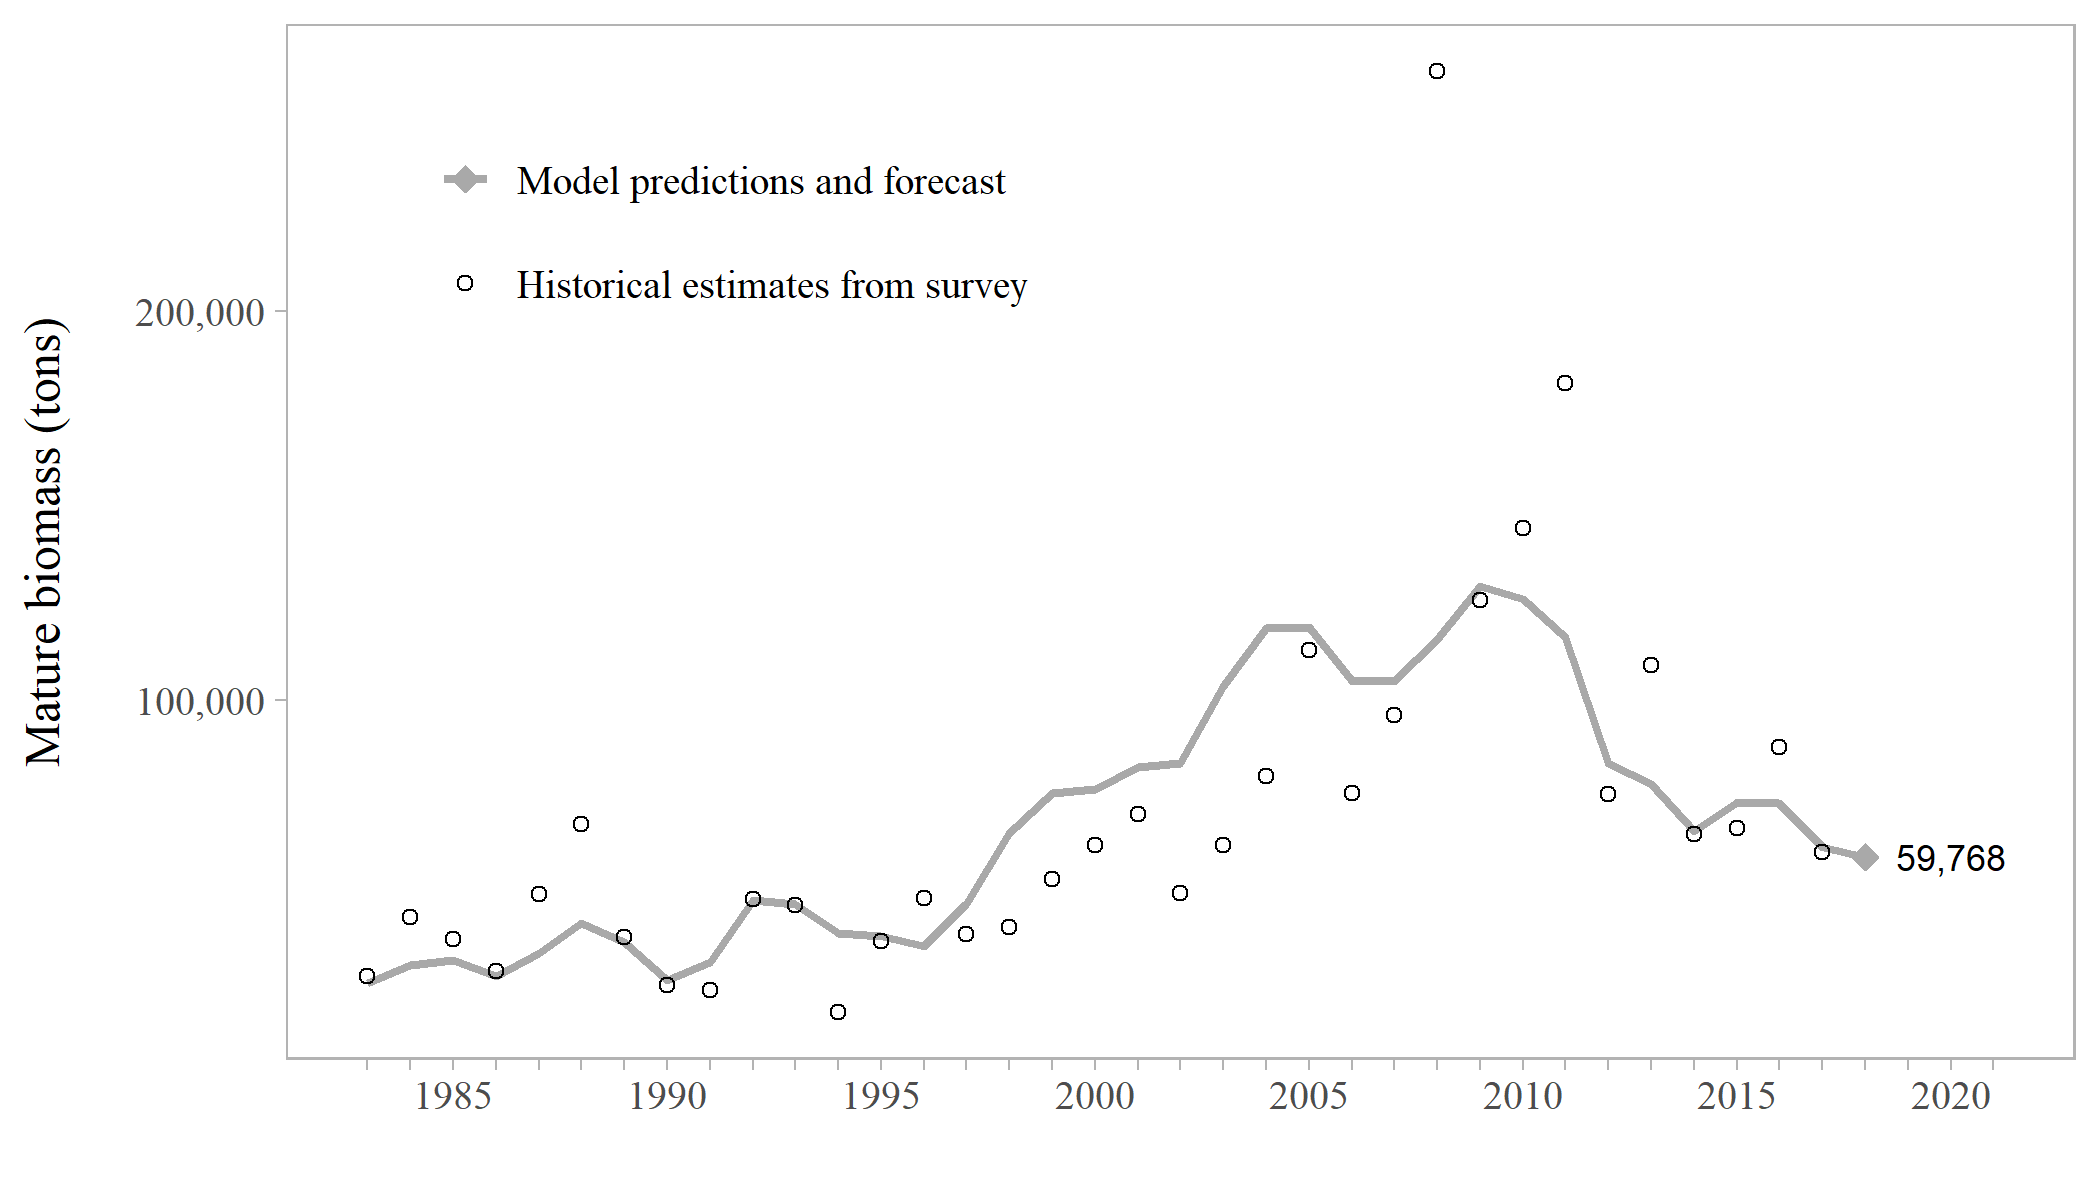 Model predictions and forecast
Historical estimates from survey
Mature biomass (tons)
200,000
100,000
59,768
1985 1990 1995 2000 2005 2010 2015 2020